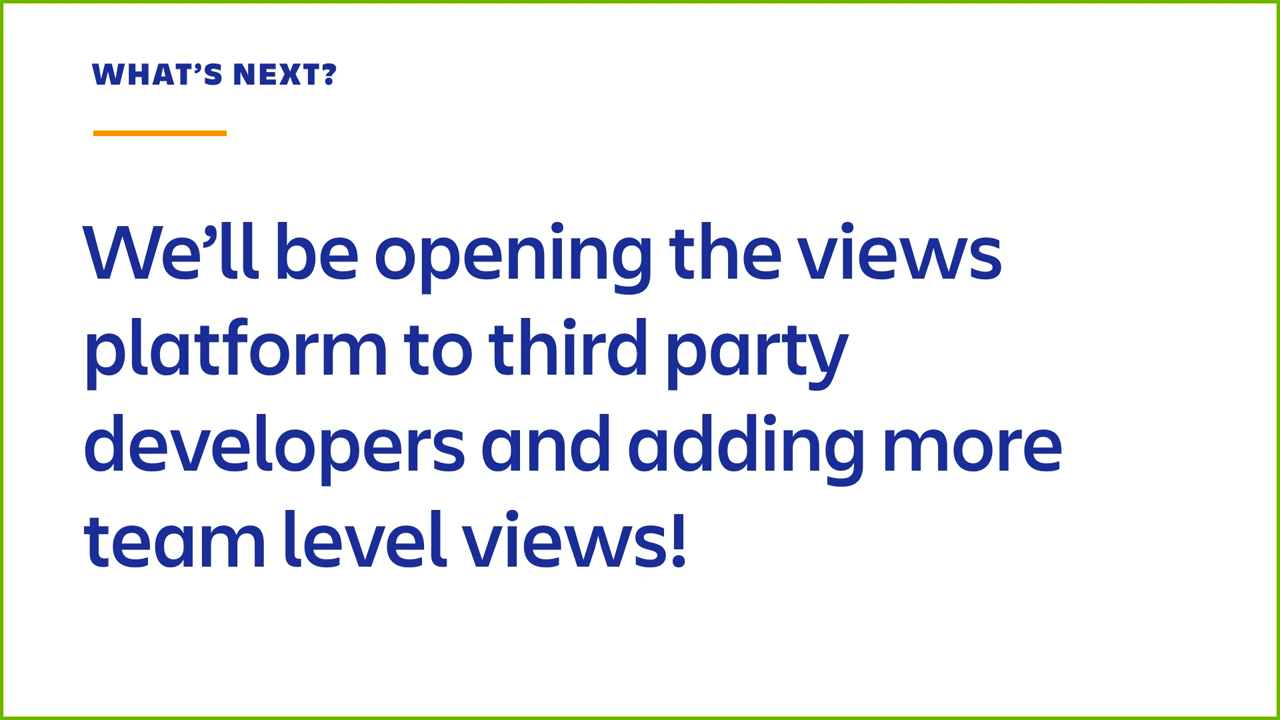 WHAT’S NEXT?
We’ll be opening the views
platform to third party
developers and adding more
team level views!